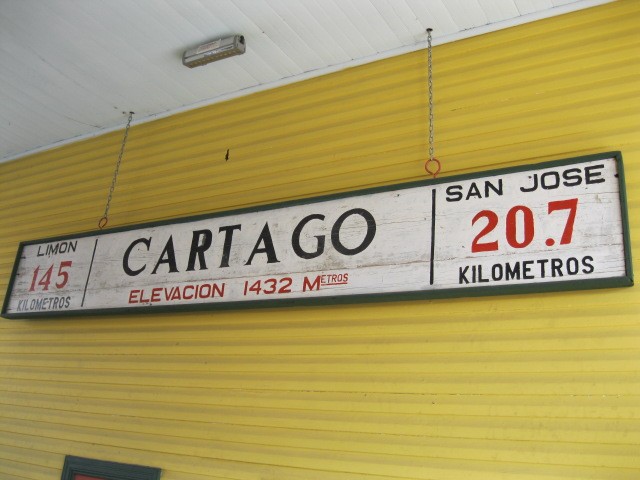 LIMON
145
KILOMETROS
CARTAGO
ELEVACION 1432 METROS
SAN JOSE
20.7
KILOMETROS